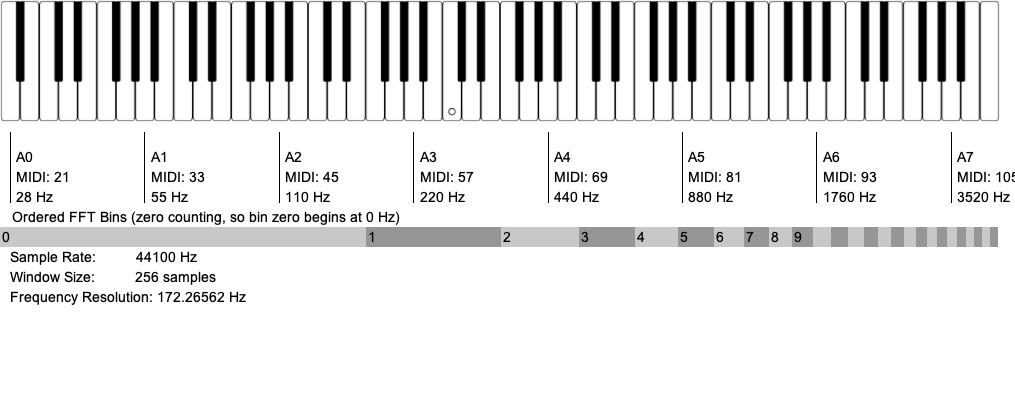 A0 A1 A2 A3 A4 A5 A6 A7
MIDI: 21 MIDI: 33 MIDI: 45 MIDI: 57 MIDI: 69 MIDI: 81 MIDI: 93 MIDI: 105
28 Hz 55 Hz 110 Hz 220 Hz 440 Hz 880 Hz 1760 Hz 3520 Hz
Ordered FFT Bins (zero counting, so bin zero begins at 0 Hz)
0 1 2 3 4 5 6 7 8 9
Sample Rate: 44100 Hz
Window Size: 256 samples
Frequency Resolution: 172.26562 Hz